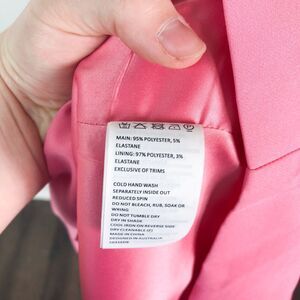 MAIN: 95% POLYESTER, 5%
ELASTANE
LINING: 97% POLYESTER, 3%
ELASTANE
EXCLUSIVE OF TRIMS
COLD HAND WASH
SEPARATELY INSIDE OUT
REDUCED SPIN
DO NOT BLEACH, RUB, SOAK OR
WRING
DO NOT TUMBLE DRY
DRY IN SHADE
COOL IRON ON REVERSE SIDE
DRY CLEANABLE (Z)
MADE IN CHINA
DESIGNED IN AUSTRALIA